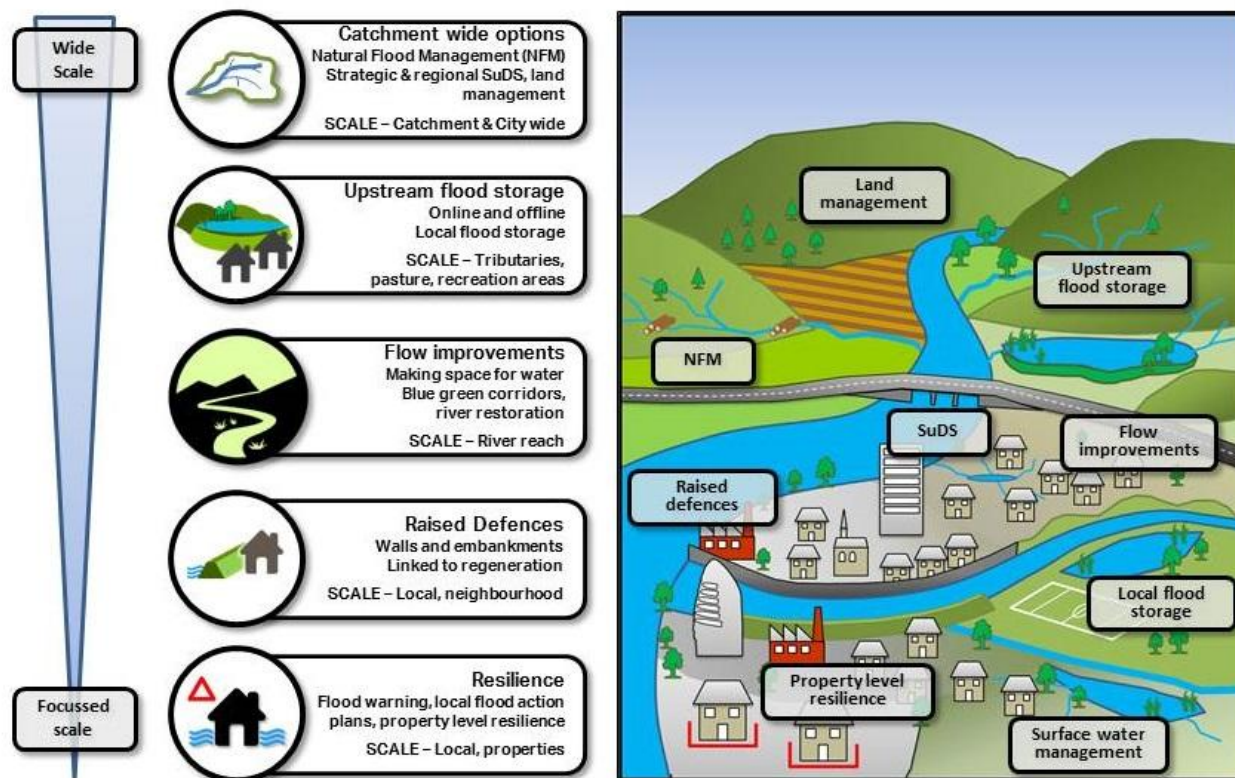 Wide
Scale
Catchment wide options
Natural Flood Management (NFM)
Strategic & regional SuDS, land
management
SCALE – Catchment & City wide
Upstream flood storage
Online and offline
Local flood storage
SCALE – Tributaries,
pasture, recreation areas
Flow improvements
Making space for water
Blue green corridors,
river restoration
SCALE – River reach
Raised Defences
Walls and embankments
Linked to regeneration
SCALE – Local, neighbourhood
Focussed
scale
Resilience
Flood warning, local flood action
plans, property level resilience
SCALE – Local, properties
Land
management
Upstream
flood storage
NFM
SuDS
Flow
improvements
Raised
defences
Local flood
storage
Property level
resilience
Surface water
management